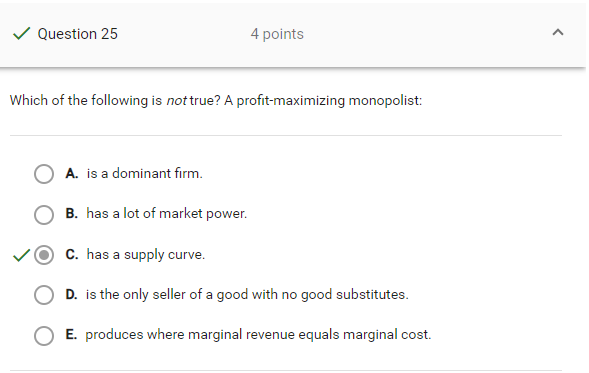 Question 25 4 points
Which of the following is not true? A profit-maximizing monopolist:
A. is a dominant firm.
B. has a lot of market power.
C. has a supply curve.
D. is the only seller of a good with no good substitutes.
E. produces where marginal revenue equals marginal cost.